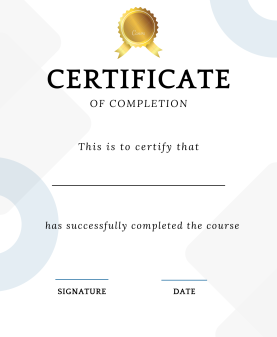 CERTIFICATE
OF COMPLETION
This is to certify that
has successfully completed the course
SIGNATURE
DATE